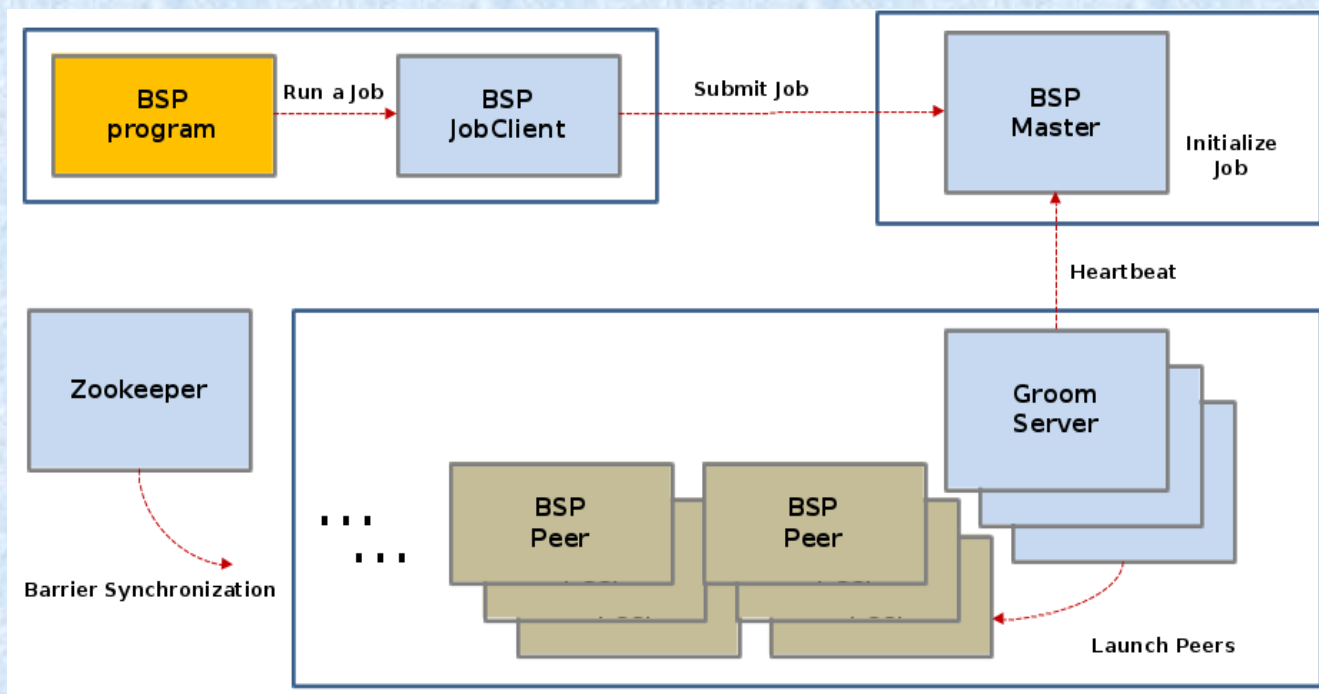 BSP
program
Run a Job
BSP
JobClient
Submit Job
BSP
Master
Initialize
Job
Heartbeat
Zookeeper
Groom
Server
BSP
Peer
BSP
Peer
... 
...
Barrier Synchronization
Launch Peers